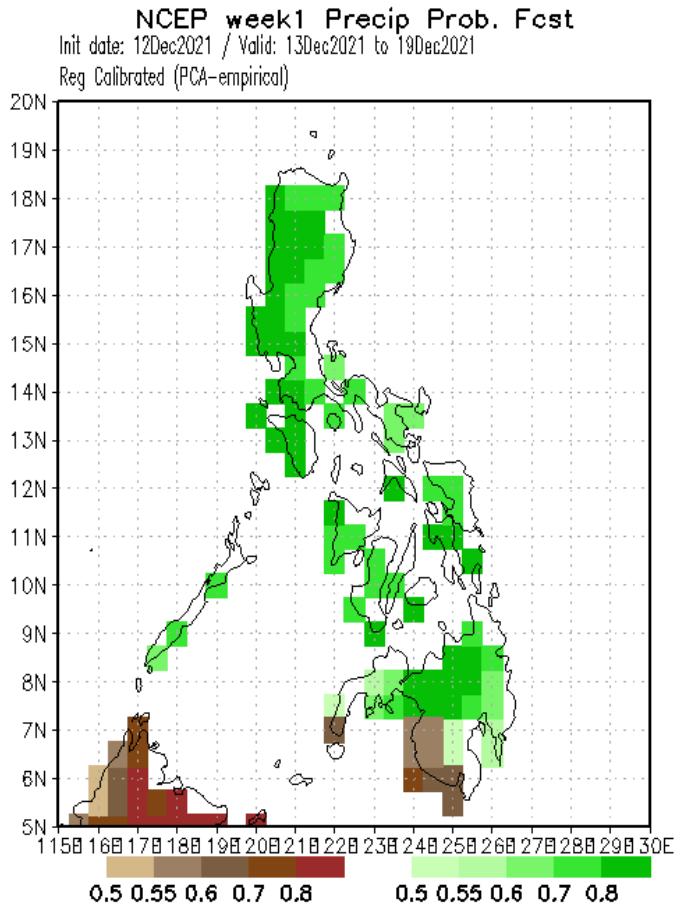 NCEP week1 Precip Prob. Fcst
Init date: 12Dec2021 / Valid: 13Dec2021 to 19Dec2021
Reg Calibrated (PCA-empirical)
20N
19N
18N
17N
16N
15N
14N
13N
12N
11N
10N
9N
8N
7N
6N
5N
115E 116E 117E 118E 119E 120E 121E 122E 123E 124E 125E 126E 127E 128E 129E 130E
0.5 0.55 0.6 0.7 0.8 0.5 0.55 0.6 0.7 0.8